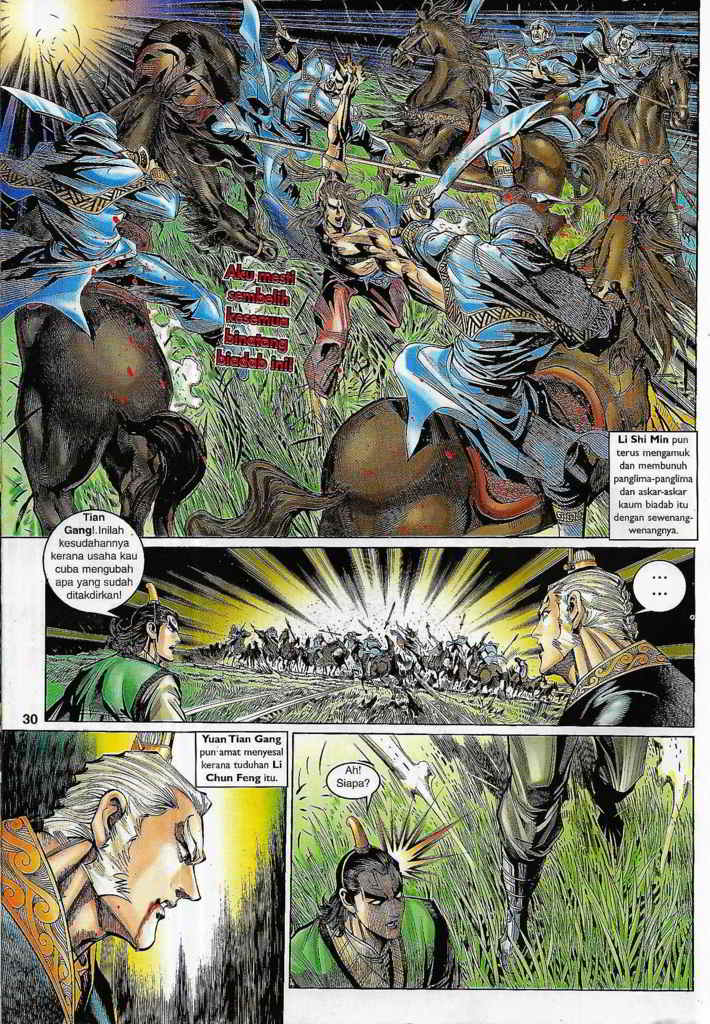 Aku mesti
sembelih
kesemua
binatang
biadab ini!
Li Shi Min pun
terus mengamuk
dan membunuh
panglima-panglima
dan askar-askar
kaum biadab itu
dengan sewenang-
wenangnya.
Tian
Gang! Inilah
kesudahannya
kerana usaha kau
cuba mengubah
apa yang sudah
ditakdirkan!
...
...
30
Yuan Tian Gang
pun amat menyesal
kerana tuduhan Li
Chun Feng itu.
Ah!
Siapa?